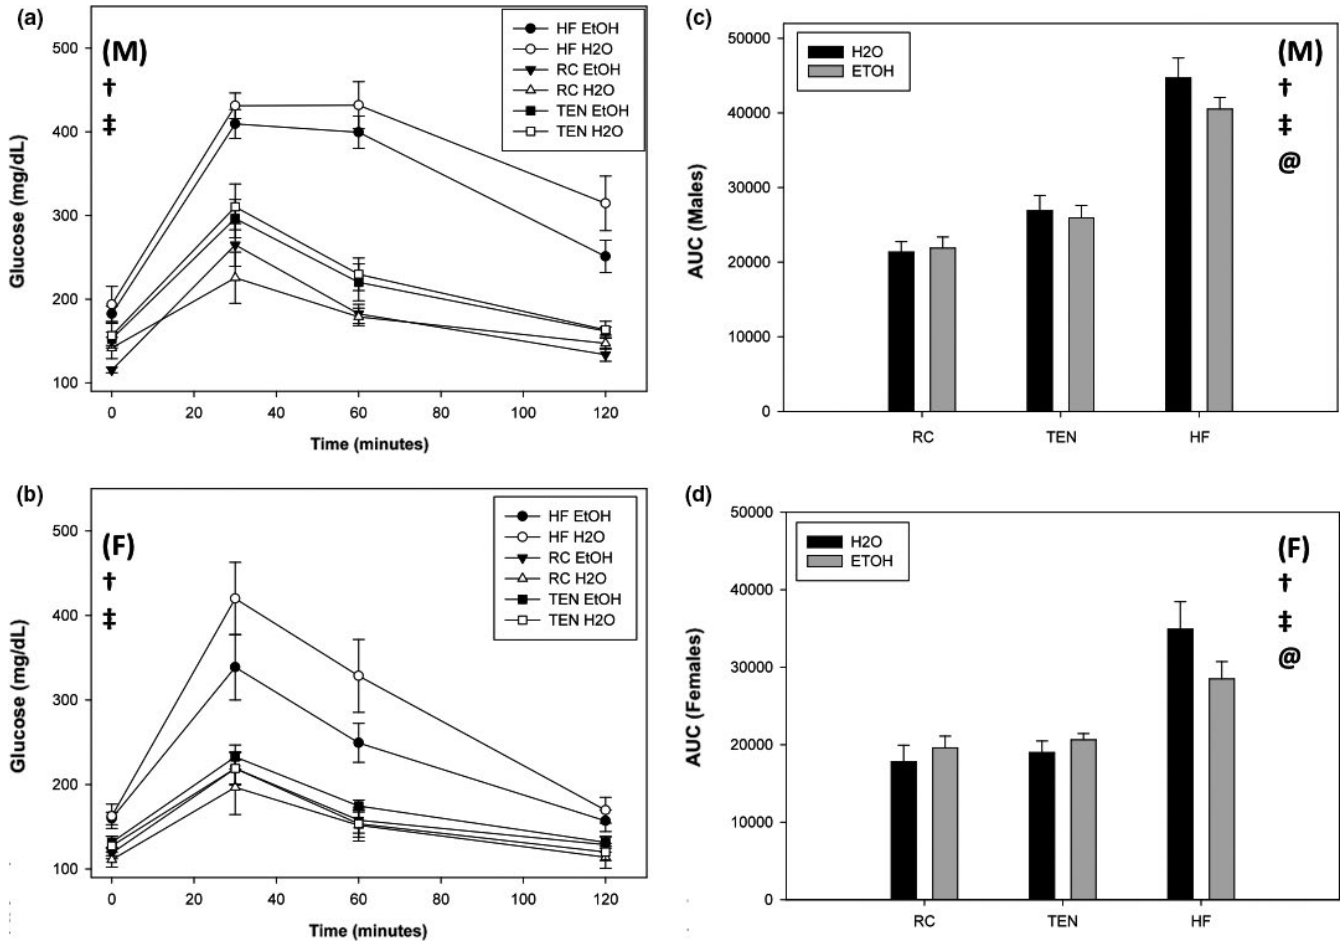 (a)
(M)
†
‡
HF EtOH
HF H2O
RC EtOH
RC H2O
TEN EtOH
TEN H2O
Glucose (mg/dL)
500
400
300
200
100
0 20 40 60 80 100 120
Time (minutes)
(c)
(M)
†
‡
@
H2O
ETOH
AUC (Males)
50000
40000
30000
20000
10000
0
RC TEN HF
(b)
(F)
†
‡
HF EtOH
HF H2O
RC EtOH
RC H2O
TEN EtOH
TEN H2O
Glucose (mg/dL)
500
400
300
200
100
0 20 40 60 80 100 120
Time (minutes)
(d)
(F)
†
‡
@
H2O
ETOH
AUC (Females)
50000
40000
30000
20000
10000
0
RC TEN HF